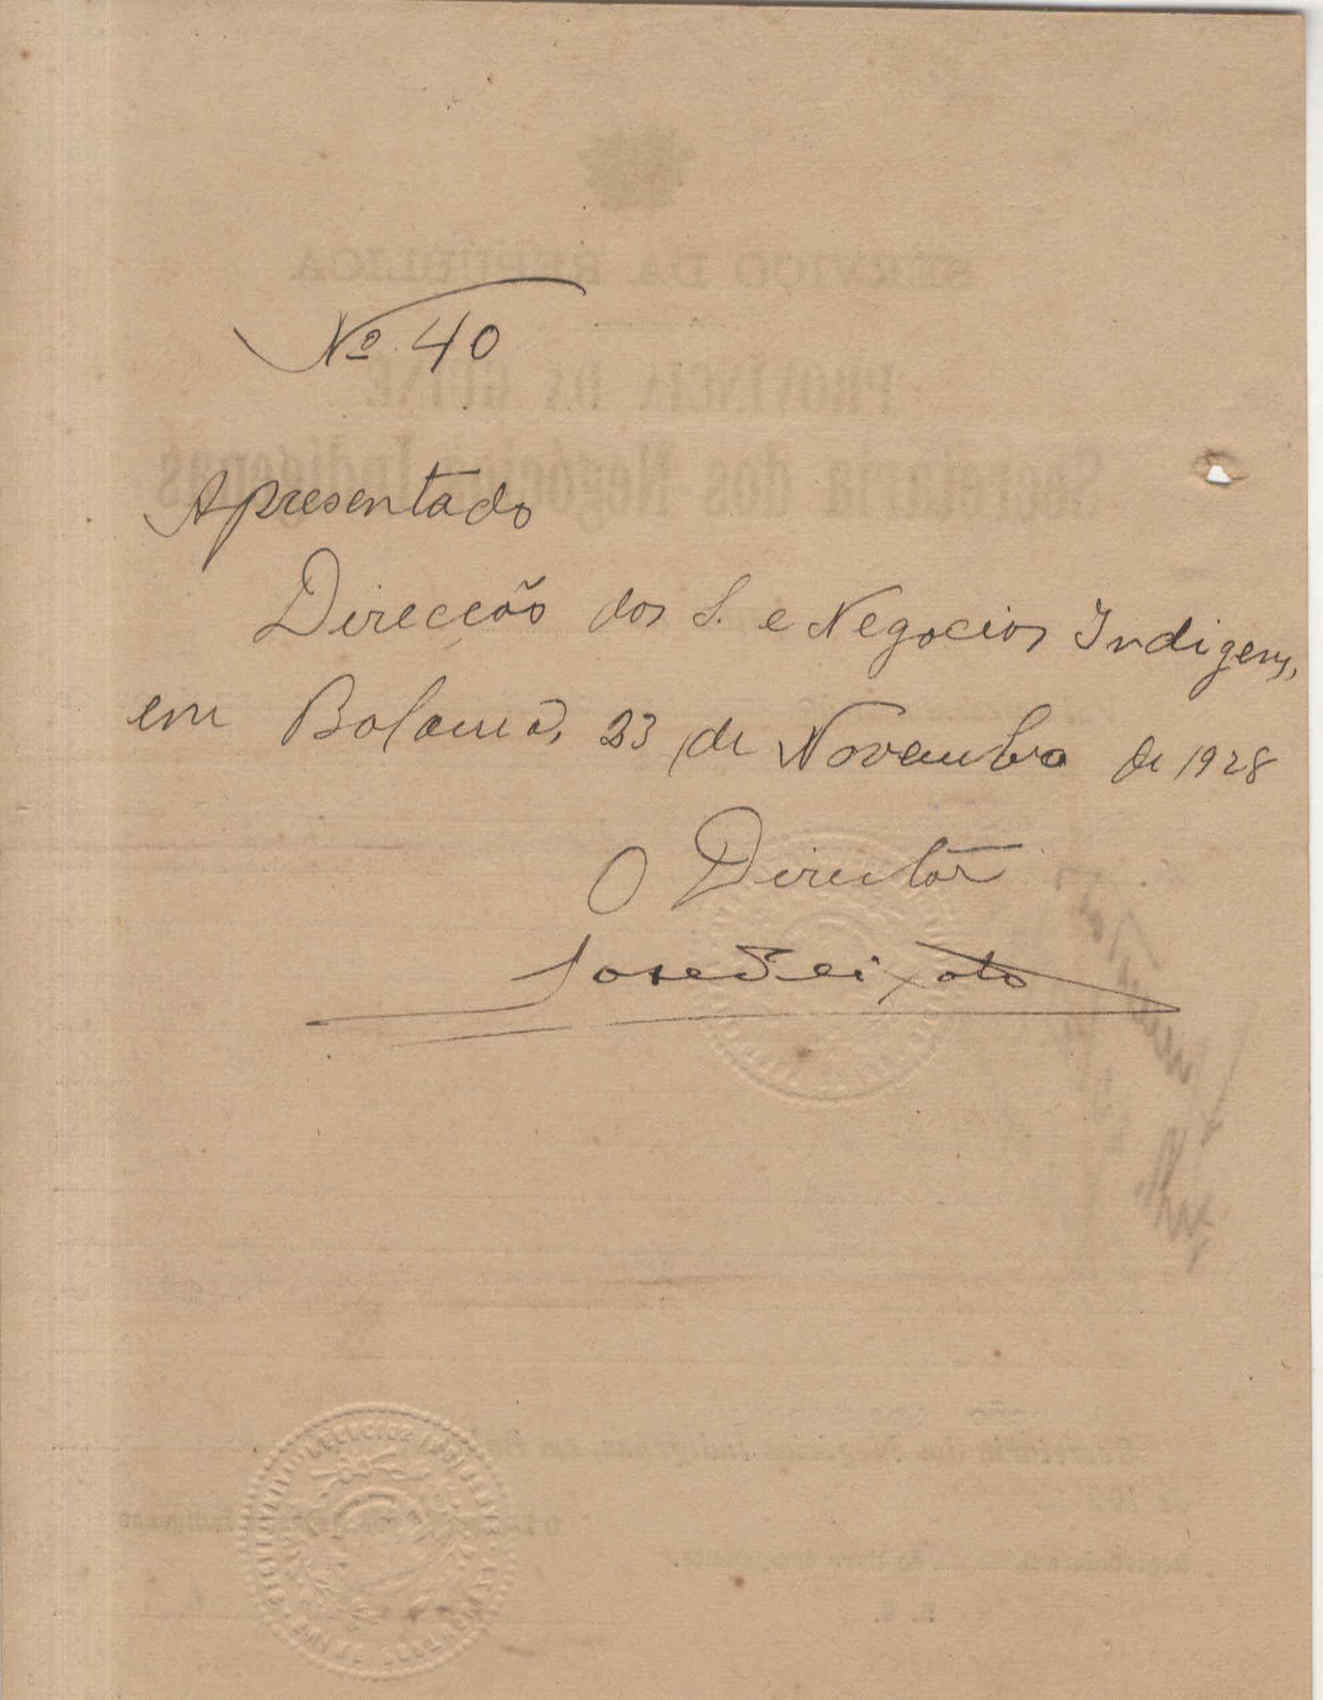 Nº 40
Apresentado
Direcção dos S. e Negocios Indigenas,
em Bolama, 23 de Novembro de 1928
O Director
José Peixoto